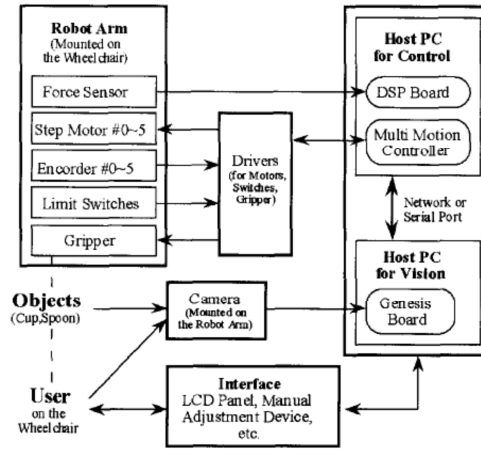 Robot Arm
(Mounted on
the Wheelchair)
Force Sensor
Step Motor #0~5
Encorder #0~5
Limit Switches
Gripper
Drivers
(for Motors,
Switches,
Gripper)
Host PC
for Control
DSP Board
Multi Motion
Controller
Network or
Serial Port
Host PC
for Vision
Genesis
Board
Objects
(Cup,Spoon)
Camera
(Mounted on
the Robot Arm)
User
on the
Wheelchair
Interface
LCD Panel, Manual
Adjustment Device,
etc.